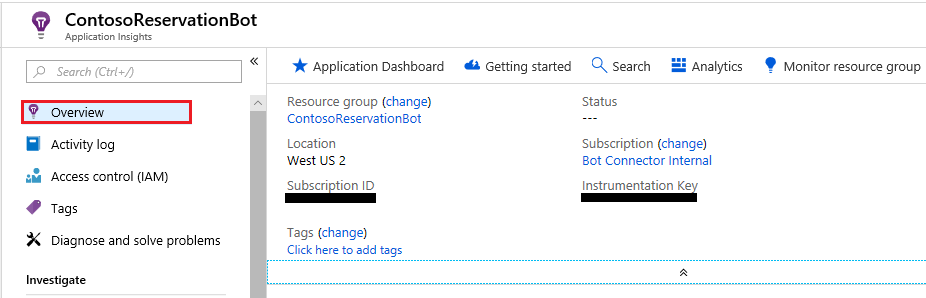 ContosoReservationBot
Application Insights
Search (Ctrl+/)
Overview
Activity log
Access control (IAM)
Tags
Diagnose and solve problems
Investigate
Application Dashboard Getting started Search Analytics Monitor resource group
Resource group (change)
ContosoReservationBot
Status
---
Location
West US 2
Subscription (change)
Bot Connector Internal
Subscription ID
Instrumentation Key
Tags (change)
Click here to add tags